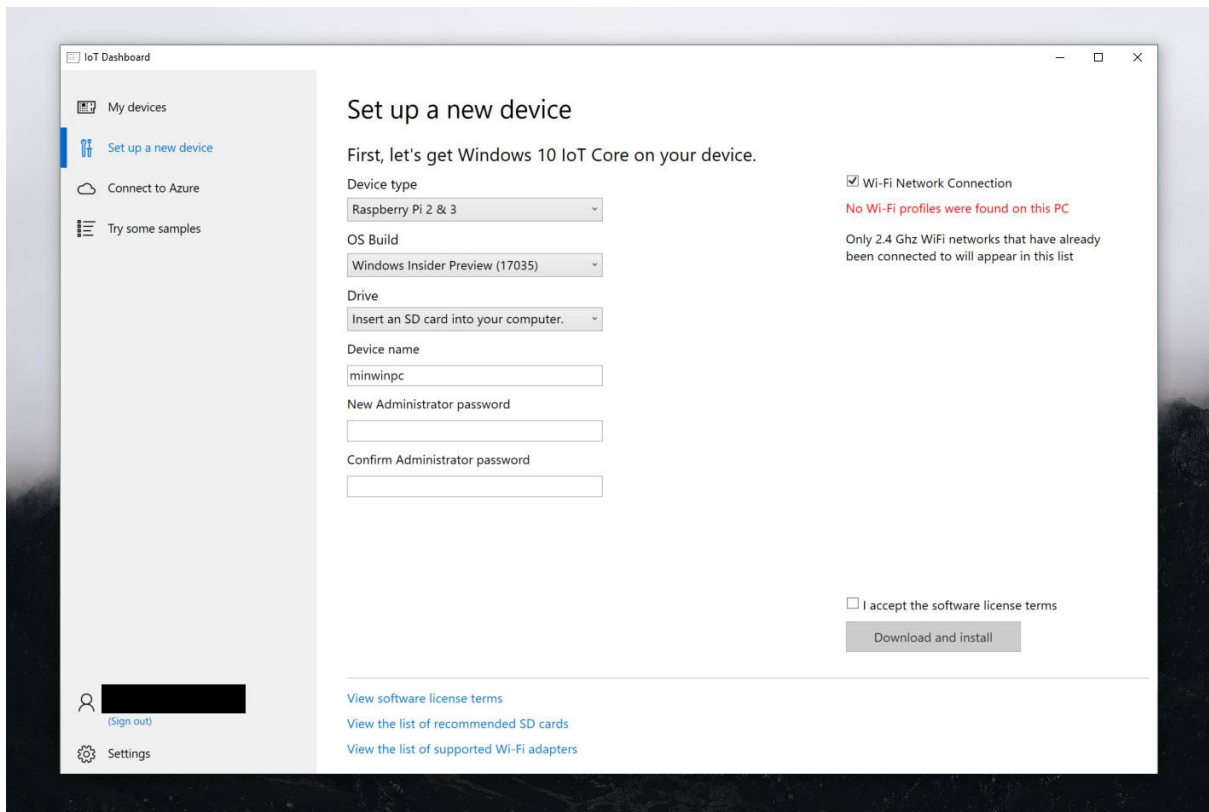 IoT Dashboard
My devices
Set up a new device
Connect to Azure
Try some samples
(Sign out)
Settings
Set up a new device
First, let's get Windows 10 IoT Core on your device.
Device type
Raspberry Pi 2 & 3
OS Build
Windows Insider Preview (17035)
Drive
Insert an SD card into your computer.
Device name
minwinpc
New Administrator password
Confirm Administrator password
Wi-Fi Network Connection
No Wi-Fi profiles were found on this PC
Only 2.4 Ghz WiFi networks that have already
been connected to will appear in this list
I accept the software license terms
Download and install
View software license terms
View the list of recommended SD cards
View the list of supported Wi-Fi adapters